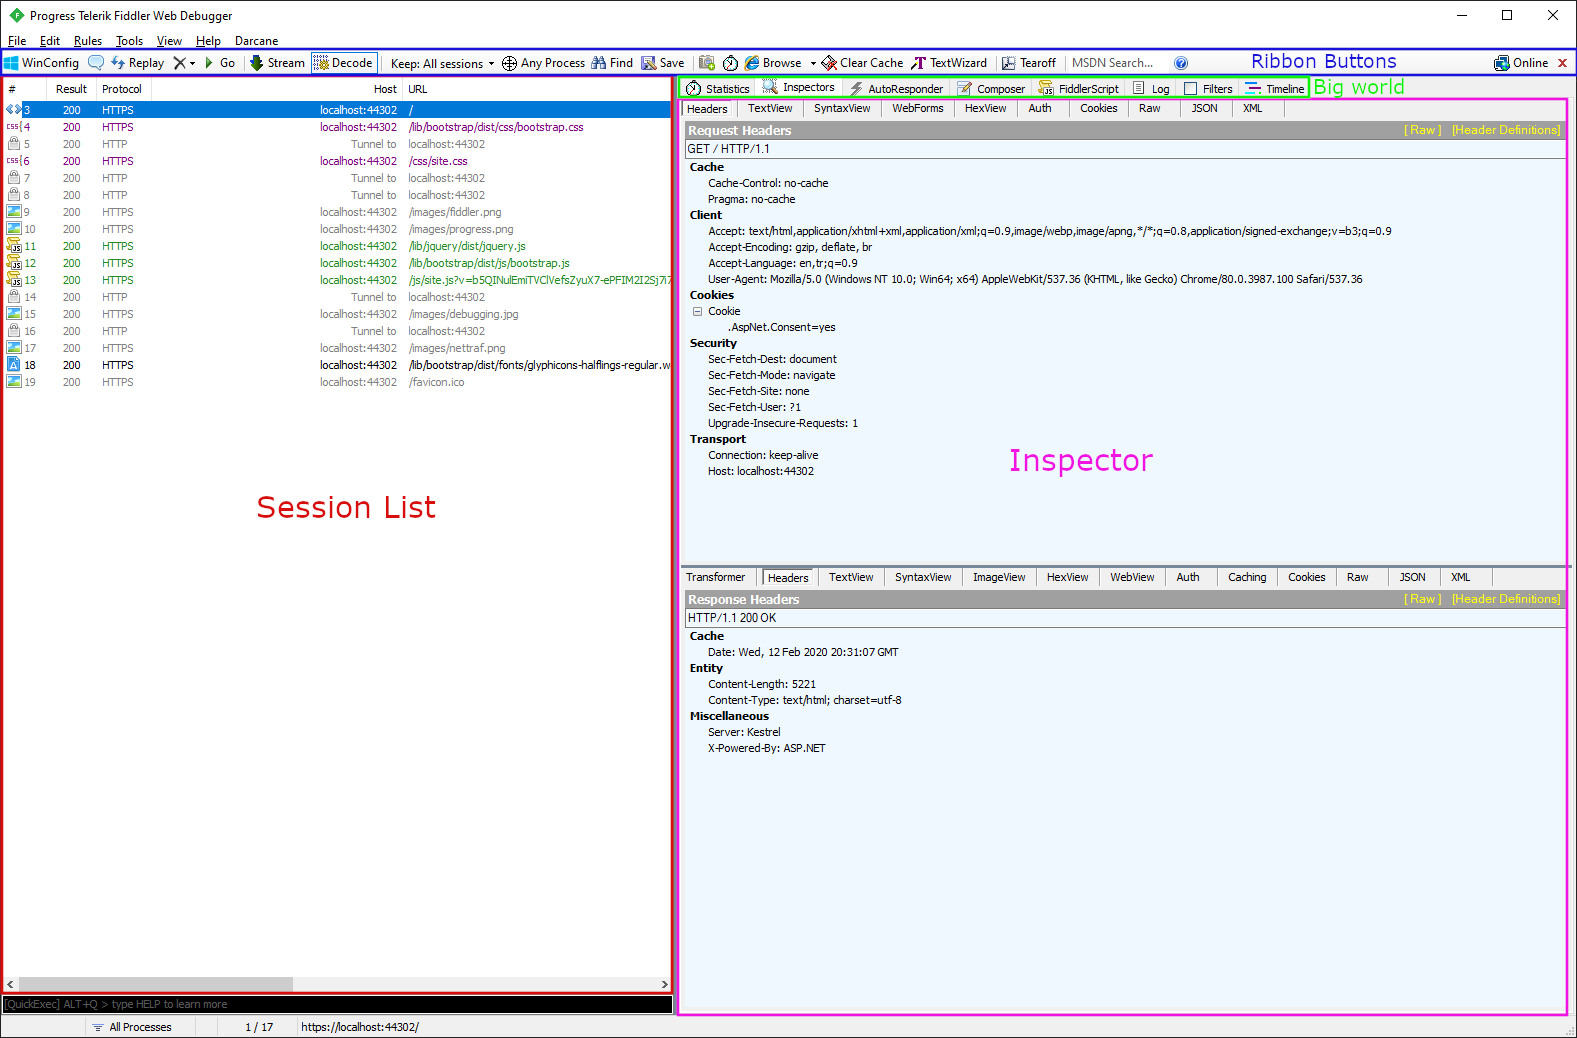 Progress Telerik Fiddler Web Debugger
File Edit Rules Tools View Help Darcane
WinConfig Replay Go Stream Decode Keep: All sessions Any Process Find Save Browse Clear Cache TextWizard Tearoff MSDN Search... Ribbon Buttons Online
# Result Protocol Host URL
3 200 HTTPS localhost:44302 /
4 200 HTTPS localhost:44302 /lib/bootstrap/dist/css/bootstrap.css
5 200 HTTP Tunnel to localhost:44302
6 200 HTTPS localhost:44302 /css/site.css
7 200 HTTP Tunnel to localhost:44302
8 200 HTTP Tunnel to localhost:44302
9 200 HTTPS localhost:44302 /images/fiddler.png
10 200 HTTPS localhost:44302 /images/progress.png
11 200 HTTPS localhost:44302 /lib/jquery/dist/jquery.js
12 200 HTTPS localhost:44302 /lib/bootstrap/dist/js/bootstrap.js
13 200 HTTPS localhost:44302
14 200 HTTP Tunnel to localhost:44302
15 200 HTTPS localhost:44302 /images/debugging.jpg
16 200 HTTP Tunnel to localhost:44302
17 200 HTTPS localhost:44302 /images/nettraf.png
18 200 HTTPS localhost:44302 /lib/bootstrap/dist/fonts/glyphicons-halflings-regular.w
19 200 HTTPS localhost:44302 /favicon.ico
Session List
[QuickExec] ALT+Q > type HELP to learn more
All Processes 1 / 17 https://localhost:44302/
Statistics Inspectors AutoResponder Composer FiddlerScript Log Filters Timeline Big world
Headers TextView SyntaxView WebForms HexView Auth Cookies Raw JSON XML
Request Headers [ Raw ] [Header Definitions]
GET / HTTP/1.1
Cache
Cache-Control: no-cache
Pragma: no-cache
Client
Accept: text/html,application/xhtml+xml,application/xml;q=0.9,image/webp,image/apng,*/*;q=0.8,application/signed-exchange;v=b3;q=0.9
Accept-Encoding: gzip, deflate, br
Accept-Language: en,tr;q=0.9
User-Agent: Mozilla/5.0 (Windows NT 10.0; Win64; x64) AppleWebKit/537.36 (KHTML, like Gecko) Chrome/80.0.3987.100 Safari/537.36
Cookies
Cookie
.AspNet.Consent=yes
Security
Sec-Fetch-Dest: document
Sec-Fetch-Mode: navigate
Sec-Fetch-Site: none
Sec-Fetch-User: ?1
Upgrade-Insecure-Requests: 1
Transport
Connection: keep-alive
Host: localhost:44302
Inspector
Transformer Headers TextView SyntaxView ImageView HexView WebView Auth Caching Cookies Raw JSON XML
Response Headers [ Raw ] [Header Definitions]
HTTP/1.1 200 OK
Cache
Date: Wed, 12 Feb 2020 20:31:07 GMT
Entity
Content-Length: 5221
Content-Type: text/html; charset=utf-8
Miscellaneous
Server: Kestrel
X-Powered-By: ASP.NET